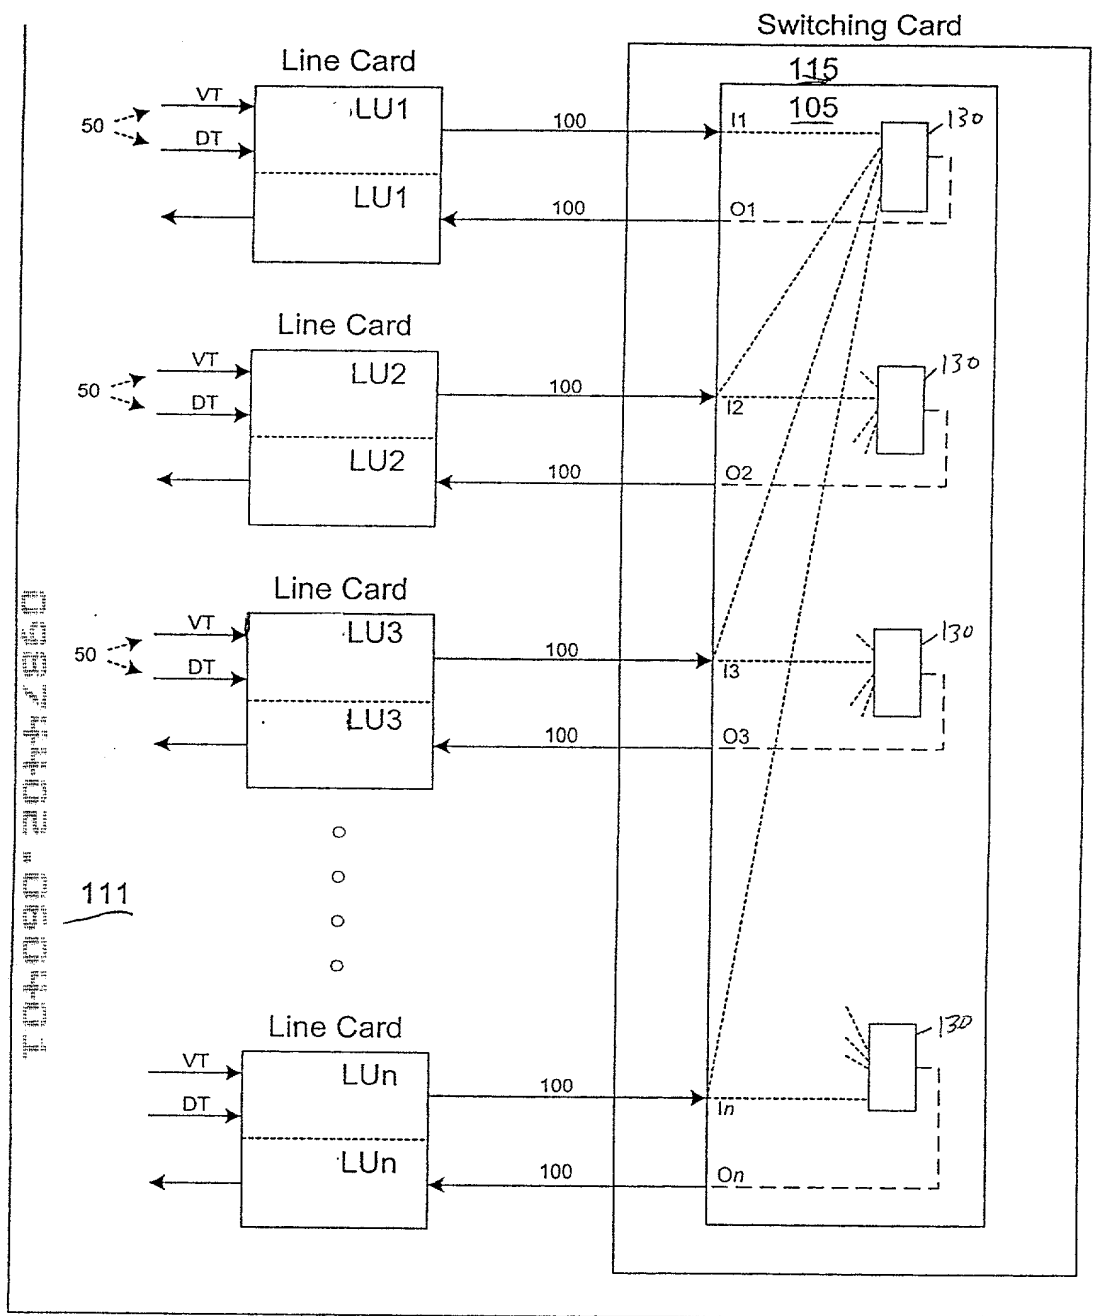 Switching Card
115
105
Line Card
VT
50
DT
LU1
LU1
100
100
I1
O1
130
Line Card
VT
50
DT
LU2
LU2
100
100
I2
O2
130
Line Card
VT
50
DT
LU3
LU3
100
100
I3
O3
130
111
Line Card
VT
DT
LUn
LUn
100
100
In
On
130
09874402.060401